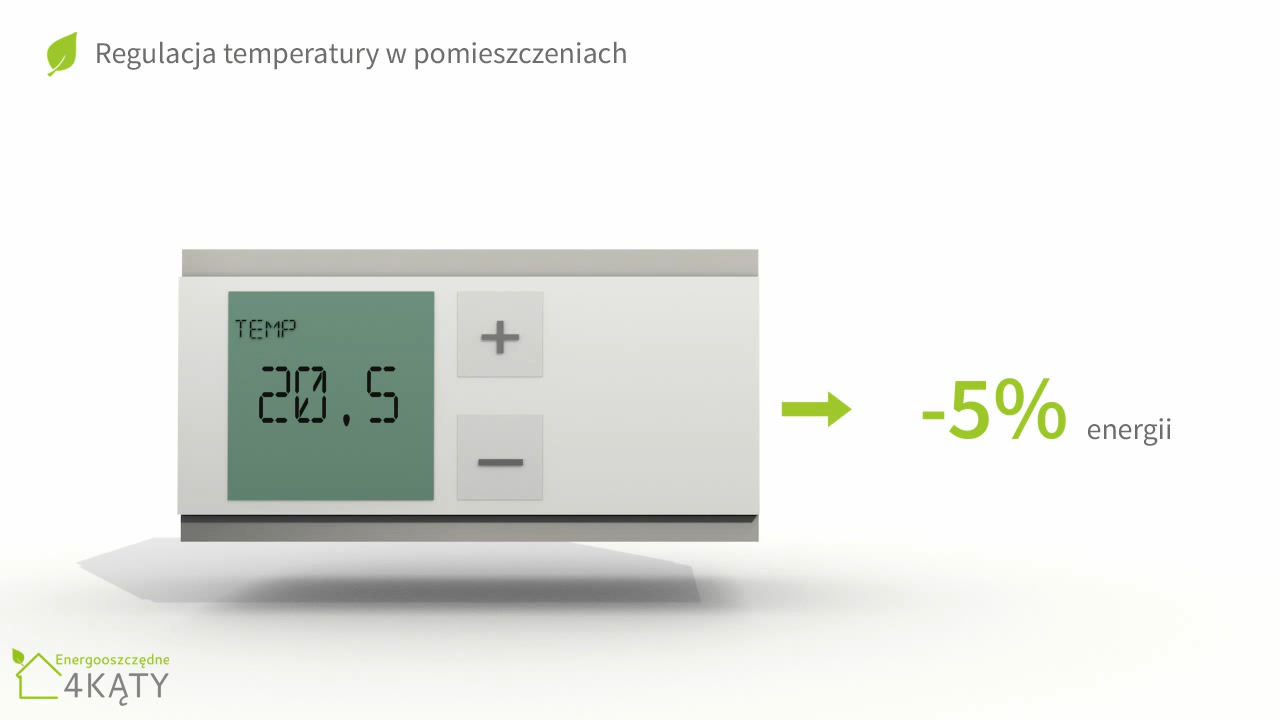 Regulacja temperatury w pomieszczeniach
TEMP
20.5
+
-
-5% energii
Energooszczędne
4KĄTY